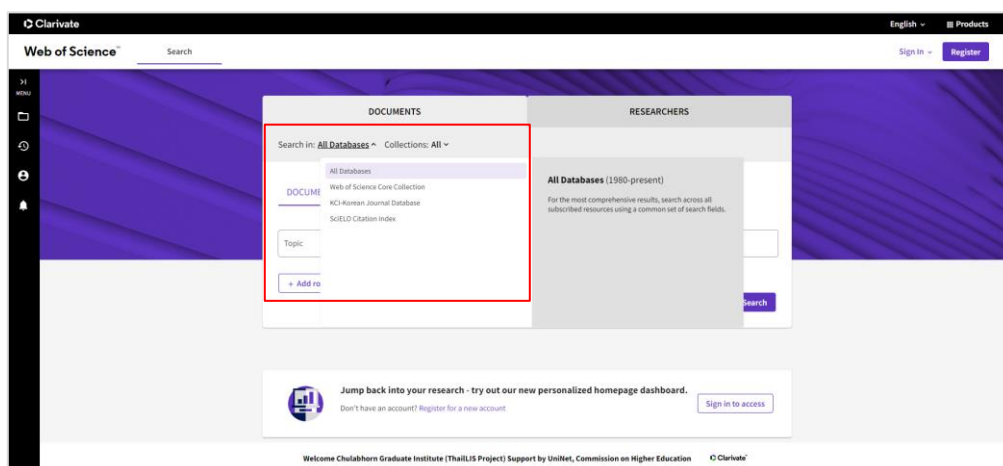 Clarivate
English
Products
Web of Science™
Search
Sign In
Register
MENU
DOCUMENTS
RESEARCHERS
Search in: All Databases Collections: All
All Databases
Web of Science Core Collection
KCI-Korean Journal Database
SciELO Citation Index
All Databases (1980-present)
For the most comprehensive results, search across all
subscribed resources using a common set of search fields.
DOCUME
Topic
+ Add ro
Search
Jump back into your research - try out our new personalized homepage dashboard.
Don't have an account? Register for a new account
Sign in to access
Welcome Chulabhorn Graduate Institute (ThailLIS Project) Support by UniNet, Commission on Higher Education
Clarivate